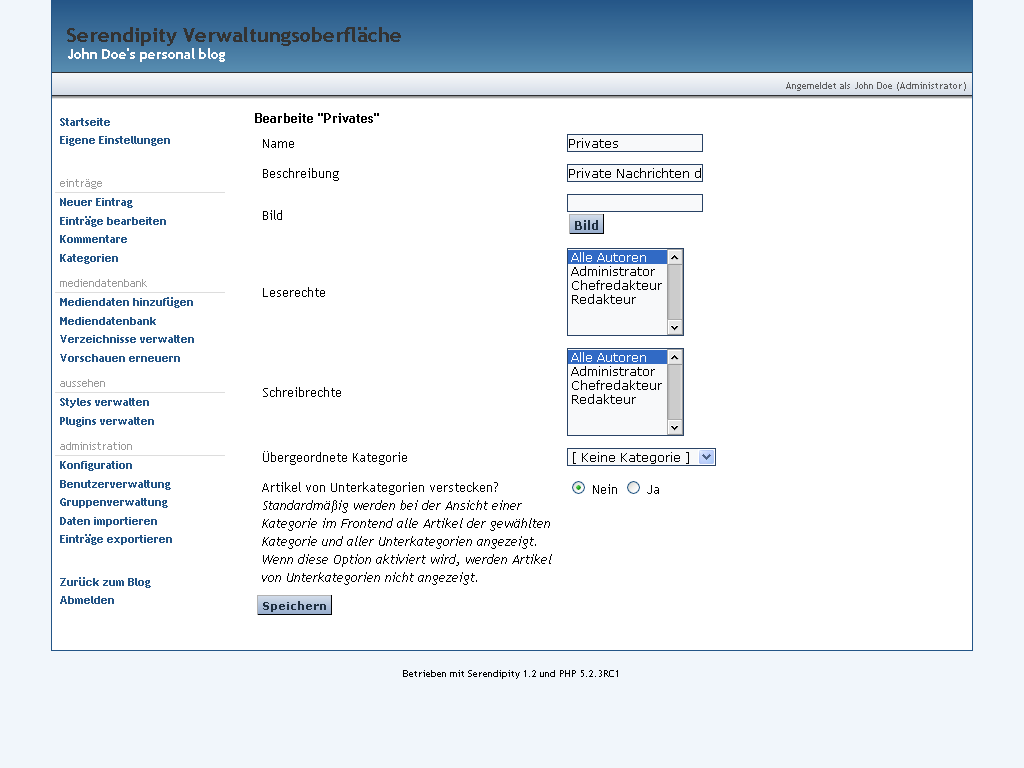 Serendipity Verwaltungsoberfläche
John Doe's personal blog
Angemeldet als John Doe (Administrator)
Startseite
Eigene Einstellungen
einträge
Neuer Eintrag
Einträge bearbeiten
Kommentare
Kategorien
mediendatenbank
Mediendaten hinzufügen
Mediendatenbank
Verzeichnisse verwalten
Vorschauen erneuern
aussehen
Styles verwalten
Plugins verwalten
administration
Konfiguration
Benutzerverwaltung
Gruppenverwaltung
Daten importieren
Einträge exportieren
Zurück zum Blog
Abmelden
Bearbeite "Privates"
Name
Privates
Beschreibung
Private Nachrichten d
Bild
Bild
Leserechte
Alle Autoren
Administrator
Chefredakteur
Redakteur
Schreibrechte
Alle Autoren
Administrator
Chefredakteur
Redakteur
Übergeordnete Kategorie
[ Keine Kategorie ]
Artikel von Unterkategorien verstecken?
Nein Ja
Standardmäßig werden bei der Ansicht einer
Kategorie im Frontend alle Artikel der gewählten
Kategorie und aller Unterkategorien angezeigt.
Wenn diese Option aktiviert wird, werden Artikel
von Unterkategorien nicht angezeigt.
Speichern
Betrieben mit Serendipity 1.2 und PHP 5.2.3RC1